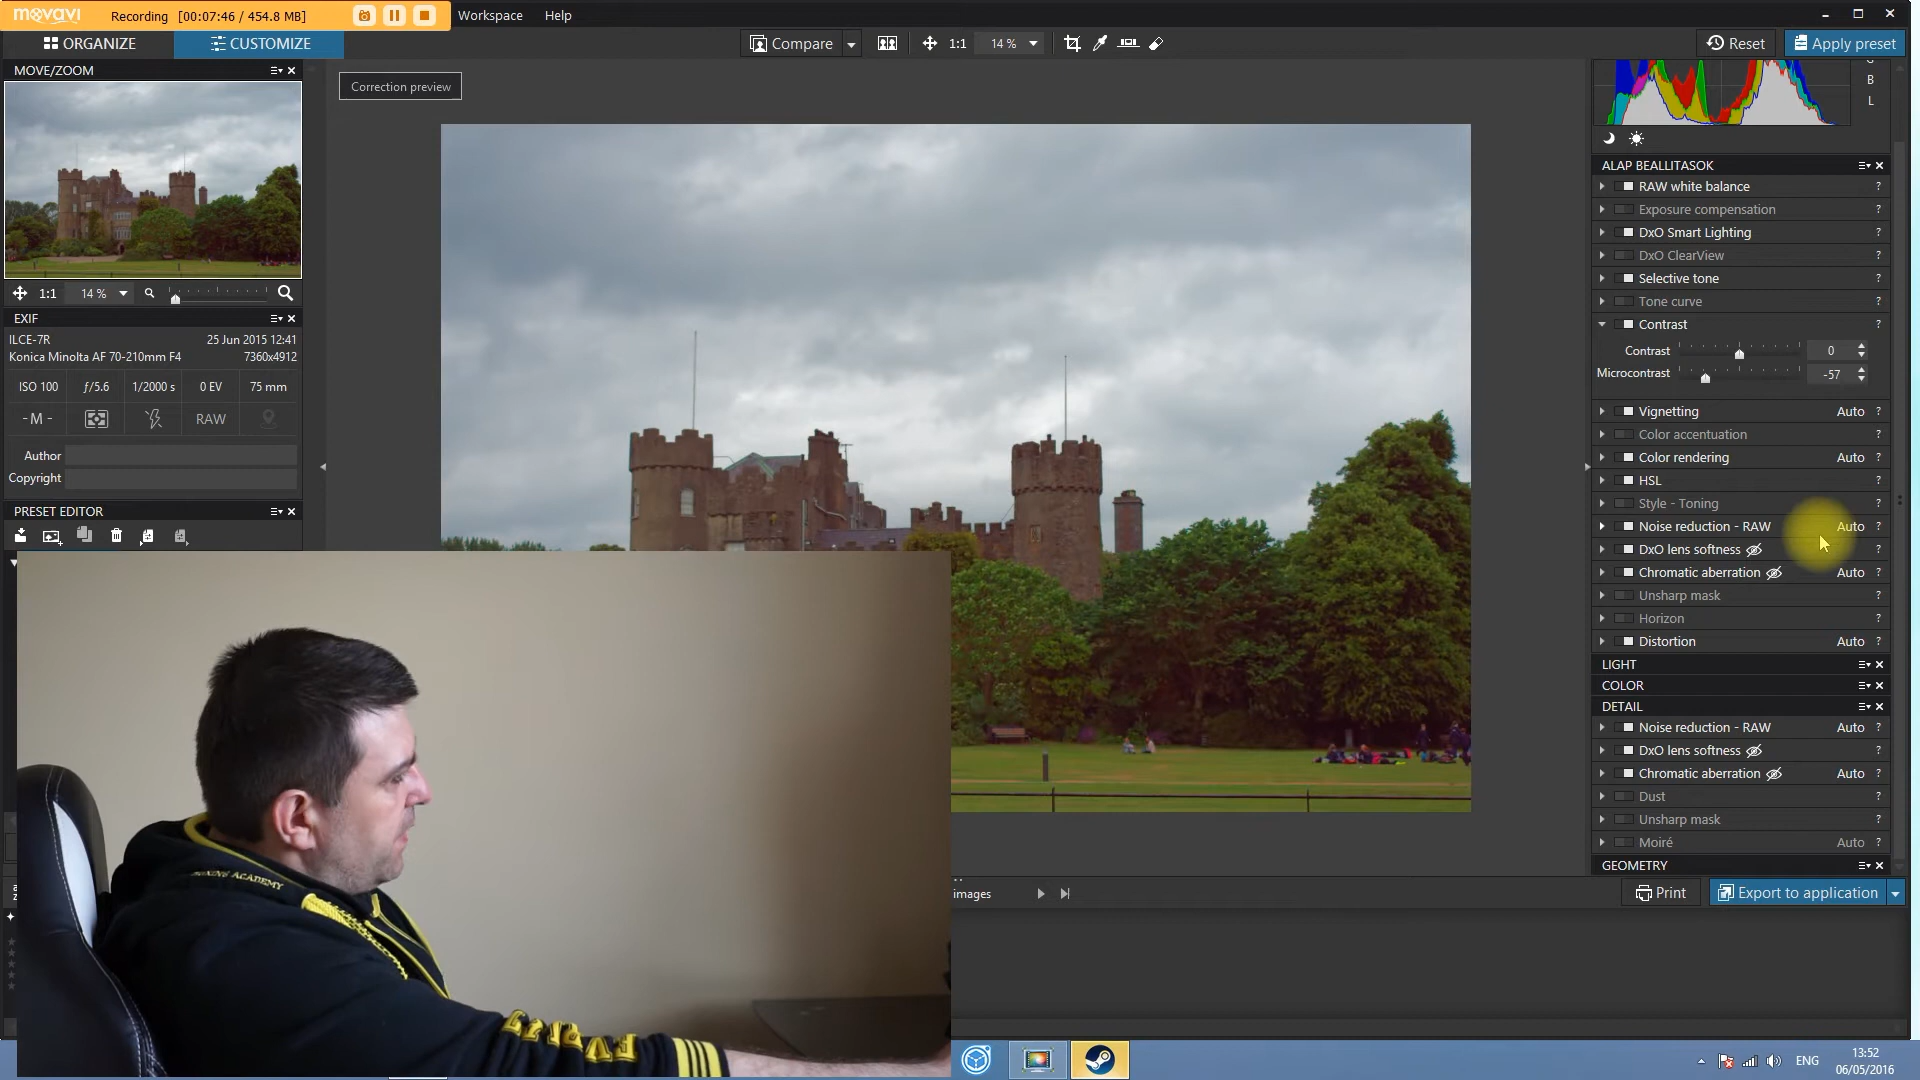 movavi Recording [00:07:46 / 454.8 MB] Workspace Help
ORGANIZE CUSTOMIZE Compare 1:1 14 % Reset Apply preset
MOVE/ZOOM
Correction preview
B
L
1:1 14 %
EXIF
ILCE-7R 25 Jun 2015 12:41
Konica Minolta AF 70-210mm F4 7360x4912
ISO 100 ƒ/5.6 1/2000 s 0 EV 75 mm
- M - RAW
Author
Copyright
PRESET EDITOR
ALAP BEALLITASOK
RAW white balance ?
Exposure compensation ?
DxO Smart Lighting ?
DxO ClearView ?
Selective tone ?
Tone curve ?
Contrast ?
Contrast 0
Microcontrast -57
Vignetting Auto ?
Color accentuation ?
Color rendering Auto ?
HSL ?
Style - Toning ?
Noise reduction - RAW Auto ?
DxO lens softness ?
Chromatic aberration Auto ?
Unsharp mask ?
Horizon ?
Distortion Auto ?
LIGHT
COLOR
DETAIL
Noise reduction - RAW Auto ?
DxO lens softness ?
Chromatic aberration Auto ?
Dust ?
Unsharp mask ?
Moiré Auto ?
GEOMETRY
images Print Export to application
ACADEMY
ENG 13:52
06/05/2016